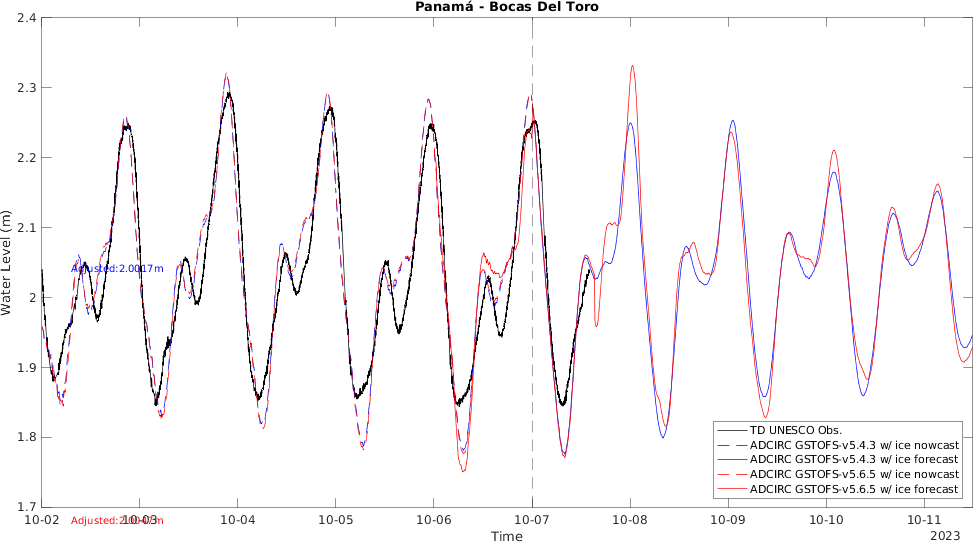 Panamá - Bocas Del Toro
2.4
2.3
2.2
2.1
2
1.9
1.8
1.7
Water Level (m)
Adjusted:2.0017m
TD UNESCO Obs.
ADCIRC GSTOFS-v5.4.3 w/ ice nowcast
ADCIRC GSTOFS-v5.4.3 w/ ice forecast
ADCIRC GSTOFS-v5.6.5 w/ ice nowcast
ADCIRC GSTOFS-v5.6.5 w/ ice forecast
10-02 10-03 10-04 10-05 10-06 10-07 10-08 10-09 10-10 10-11
Time
2023